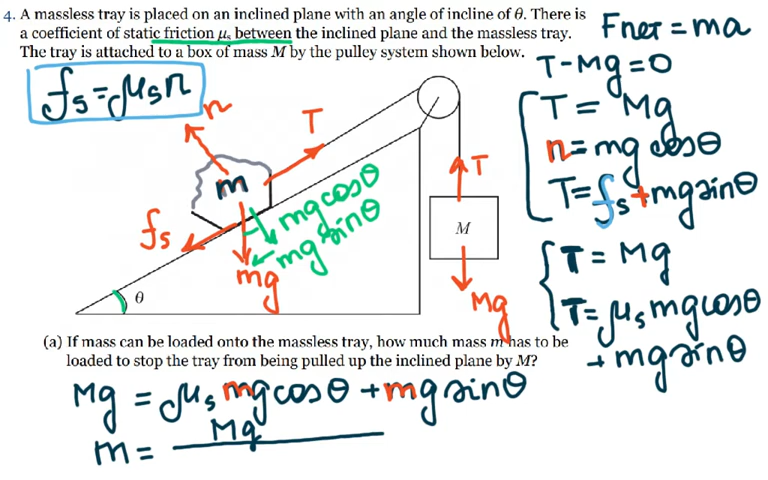 4. A massless tray is placed on an inclined plane with an angle of incline of θ. There is
a coefficient of static friction μₛ between the inclined plane and the massless tray.
The tray is attached to a box of mass M by the pulley system shown below.
Fnet = ma
T-Mg=0
fs=μsn
T = Mg
n = mg cosθ
T= fs+mg sinθ
n
T
m
mg cosθ
mg sinθ
fs
mg
θ
T
M
Mg
T = Mg
T= μs mg cosθ
+ mg sinθ
(a) If mass can be loaded onto the massless tray, how much mass m has to be
loaded to stop the tray from being pulled up the inclined plane by M?
Mg = μs mg cosθ + mg sinθ
m = Mg